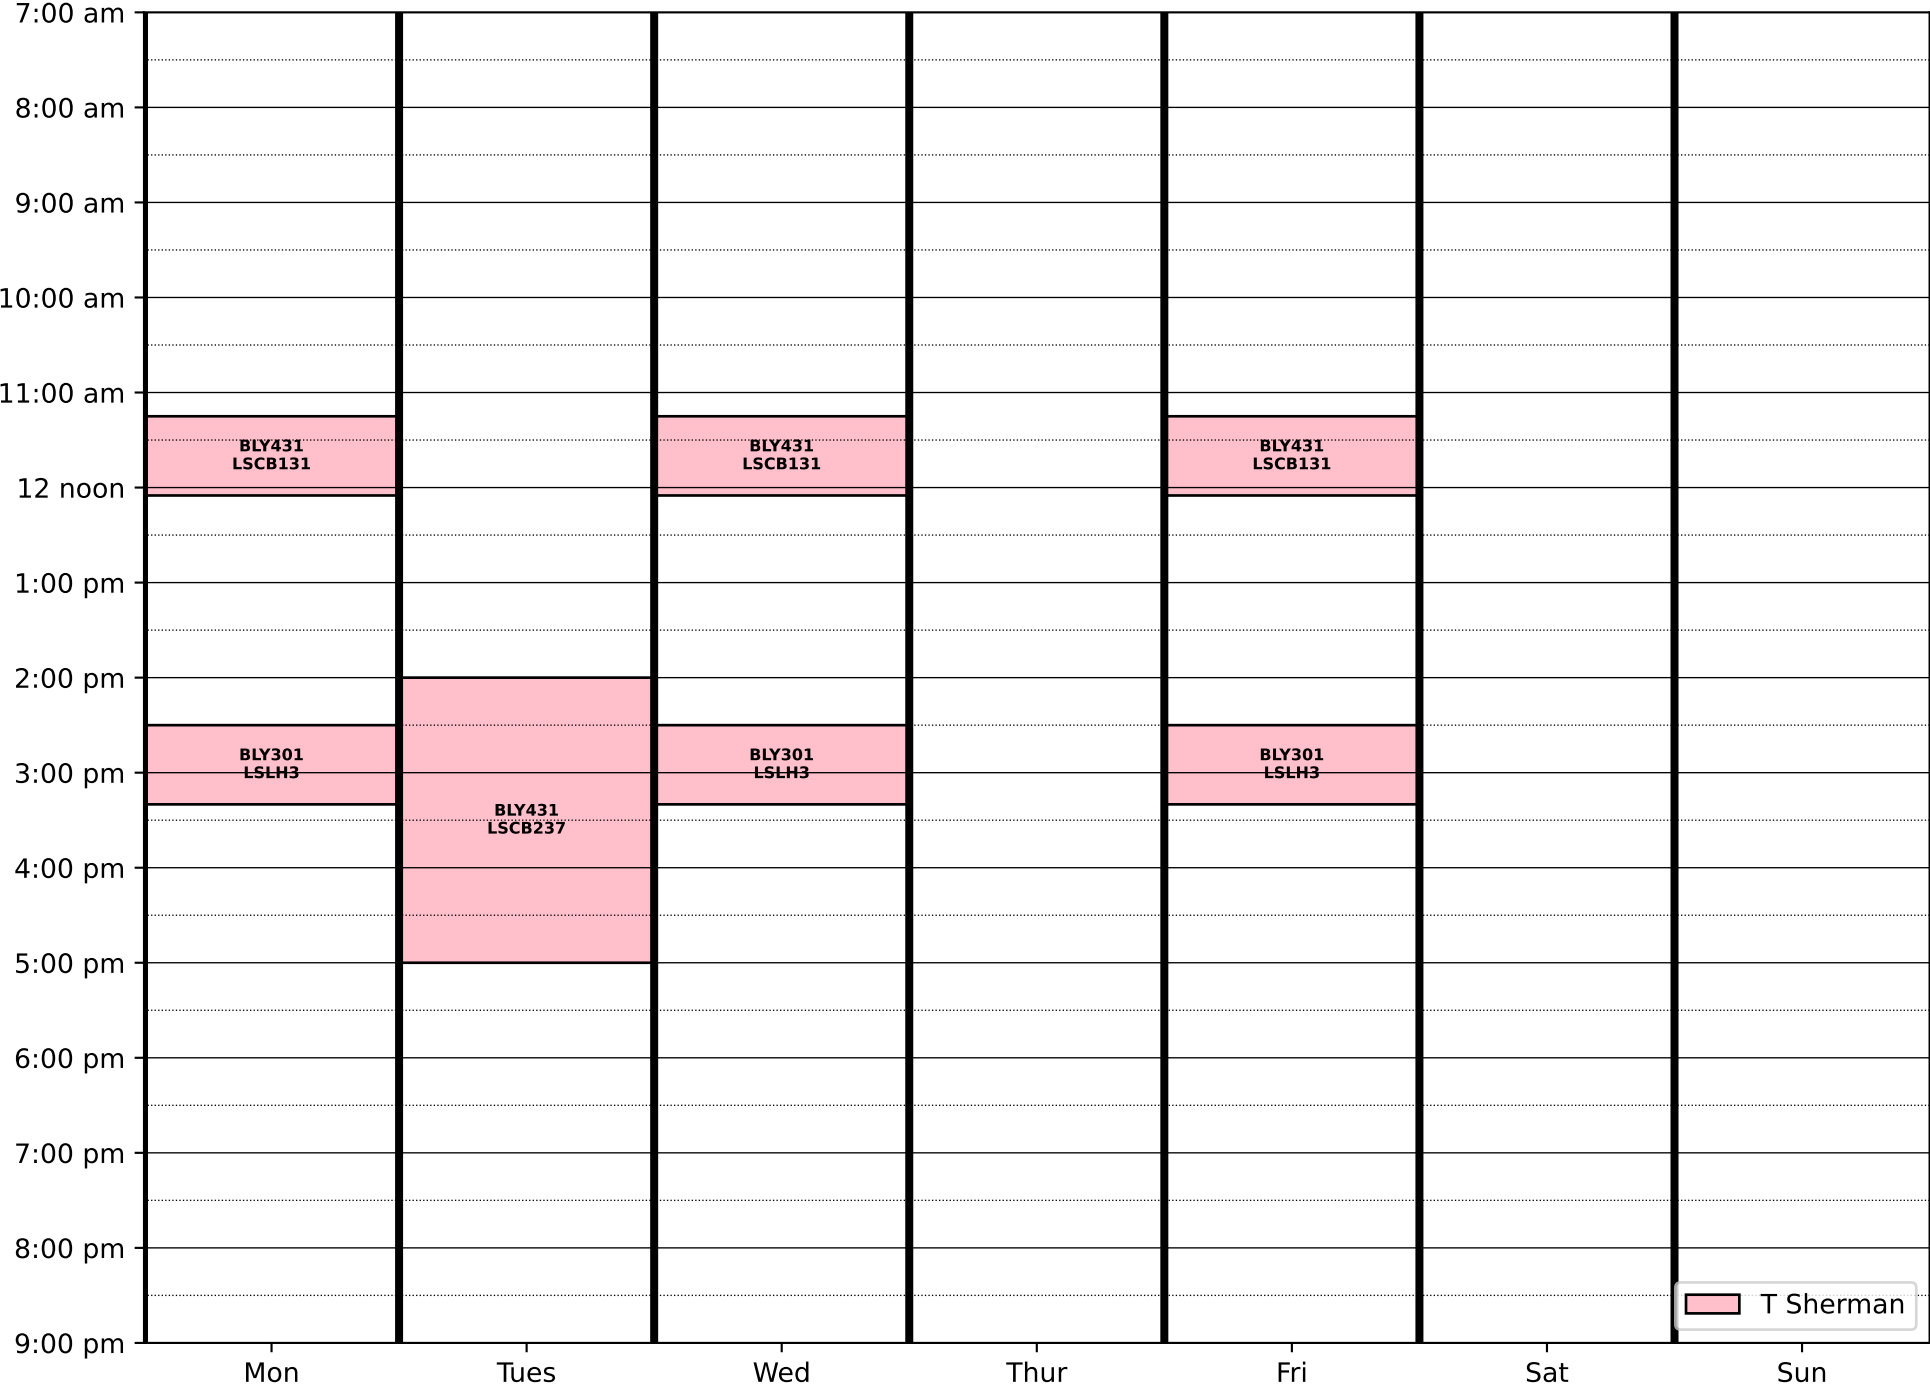 7:00 am
8:00 am
9:00 am
10:00 am
11:00 am
12 noon
1:00 pm
2:00 pm
3:00 pm
4:00 pm
5:00 pm
6:00 pm
7:00 pm
8:00 pm
9:00 pm
BLY431
LSCB131
BLY431
LSCB131
BLY431
LSCB131
BLY301
LSLH3
BLY431
LSCB237
BLY301
LSLH3
BLY301
LSLH3
T Sherman
Mon
Tues
Wed
Thur
Fri
Sat
Sun